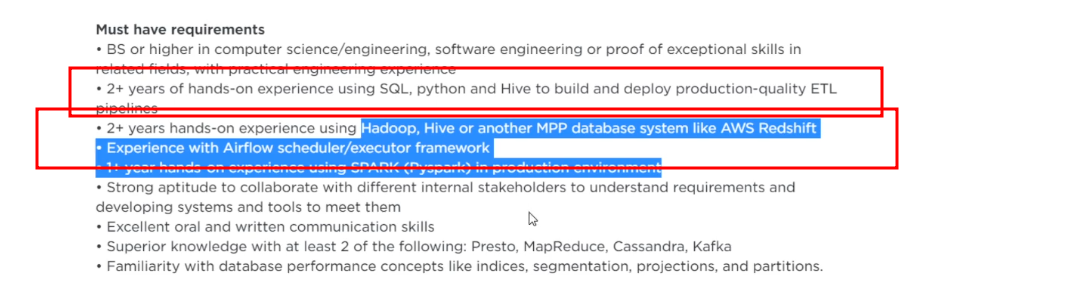 Must have requirements
• BS or higher in computer science/engineering, software engineering or proof of exceptional skills in
related fields, with practical engineering experience
• 2+ years of hands-on experience using SQL, python and Hive to build and deploy production-quality ETL
pipelines
• 2+ years hands-on experience using Hadoop, Hive or another MPP database system like AWS Redshift
• Experience with Airflow scheduler/executor framework
• 1+ year hands-on experience using SPARK (Pyspark) in production environment
• Strong aptitude to collaborate with different internal stakeholders to understand requirements and
developing systems and tools to meet them
• Excellent oral and written communication skills
• Superior knowledge with at least 2 of the following: Presto, MapReduce, Cassandra, Kafka
• Familiarity with database performance concepts like indices, segmentation, projections, and partitions.